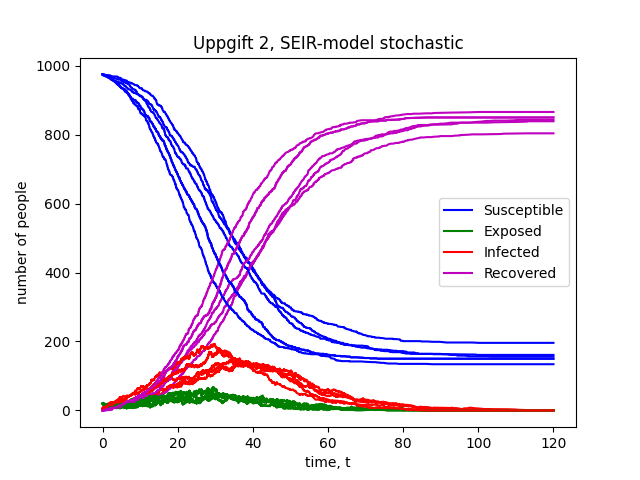 Uppgift 2, SEIR-model stochastic
number of people
1000
800
600
400
200
0
Susceptible
Exposed
Infected
Recovered
0 20 40 60 80 100 120
time, t